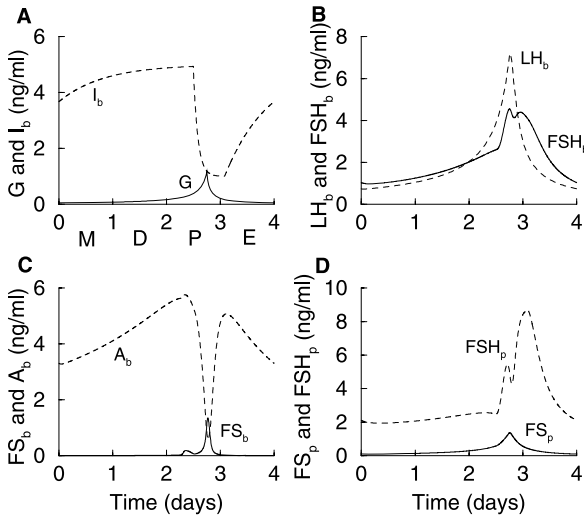 A
G and I_b (ng/ml)
6
4
2
0
I_b
G
0 1 2 3 4
M D P E
B
LH_b and FSH_b (ng/ml)
8
6
4
2
0
LH_b
FSH_b
0 1 2 3 4
C
FS_b and A_b (ng/ml)
6
4
2
0
A_b
FS_b
0 1 2 3 4
Time (days)
D
FS_p and FSH_p (ng/ml)
10
8
6
4
2
0
FSH_p
FS_p
0 1 2 3 4
Time (days)